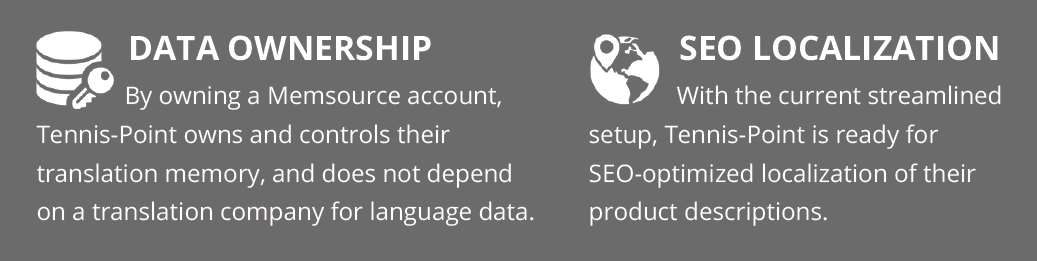 DATA OWNERSHIP
By owning a Memsource account,
Tennis-Point owns and controls their
translation memory, and does not depend
on a translation company for language data.
SEO LOCALIZATION
With the current streamlined
setup, Tennis-Point is ready for
SEO-optimized localization of their
product descriptions.